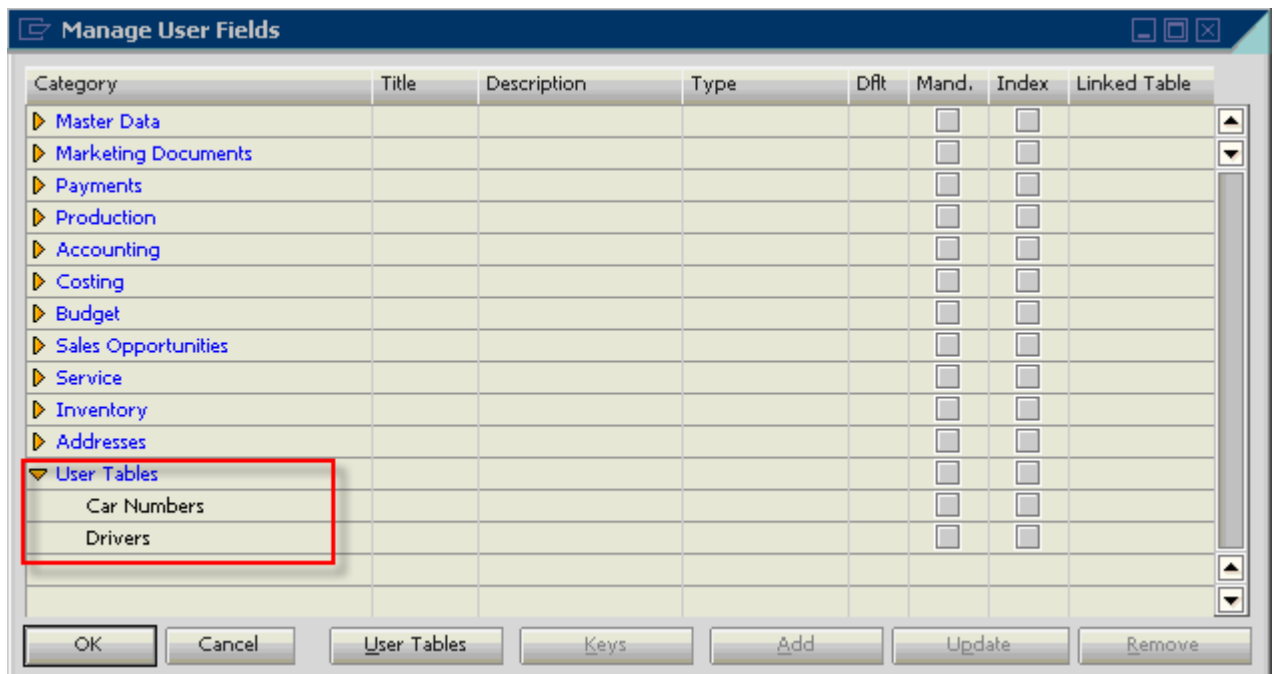 Manage User Fields
Category Title Description Type Dflt Mand. Index Linked Table
Master Data
Marketing Documents
Payments
Production
Accounting
Costing
Budget
Sales Opportunities
Service
Inventory
Addresses
User Tables
Car Numbers
Drivers
OK Cancel User Tables Keys Add Update Remove